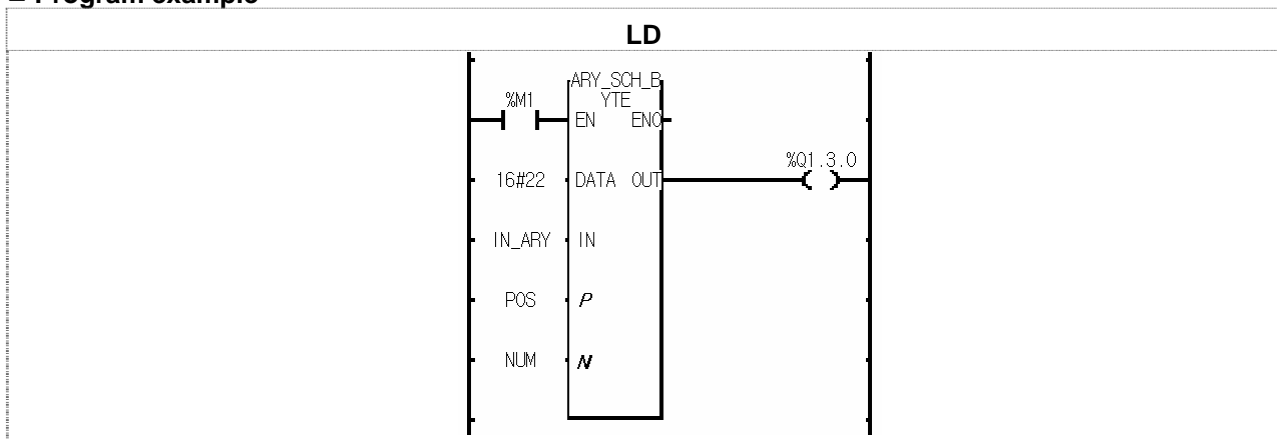 ■ Program example
LD
ARY_SCH_B
YTE
%M1
EN ENO
%Q1.3.0
16#22 DATA OUT
IN_ARY IN
POS P
NUM N